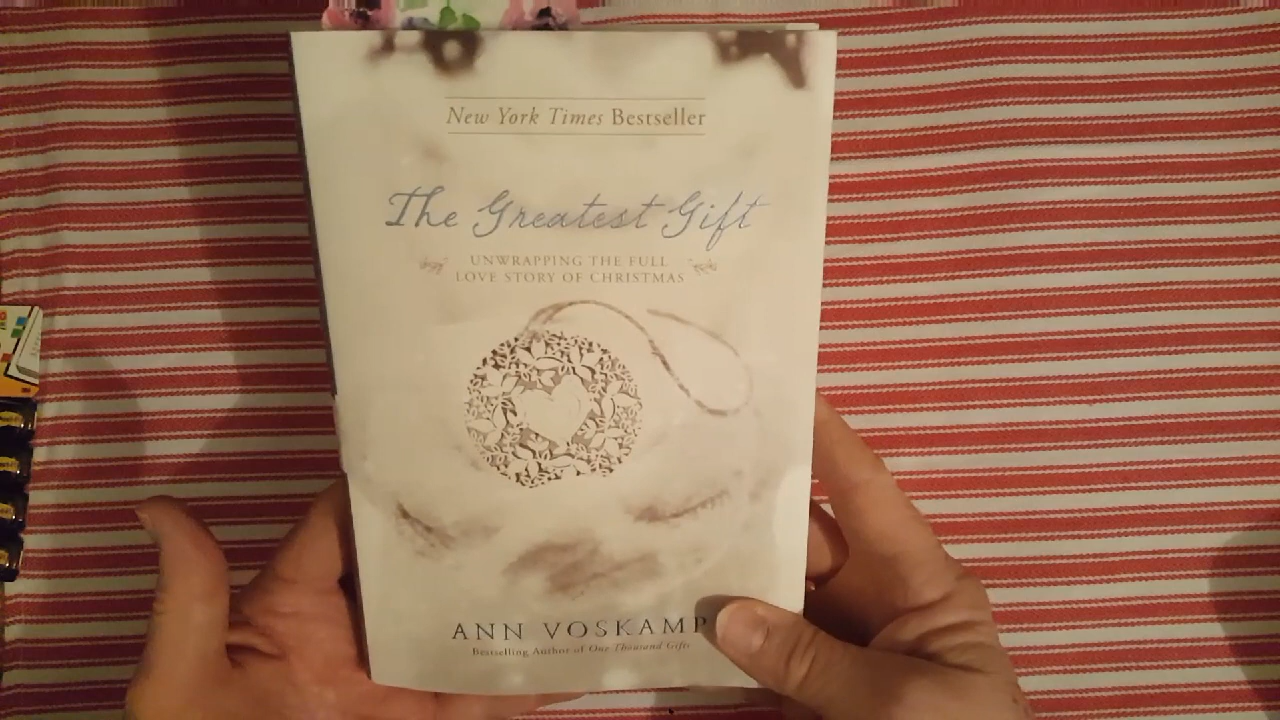 New York Times Bestseller
The Greatest Gift
UNWRAPPING THE FULL
LOVE STORY OF CHRISTMAS
ANN VOSKAMP
Bestselling Author of One Thousand Gifts